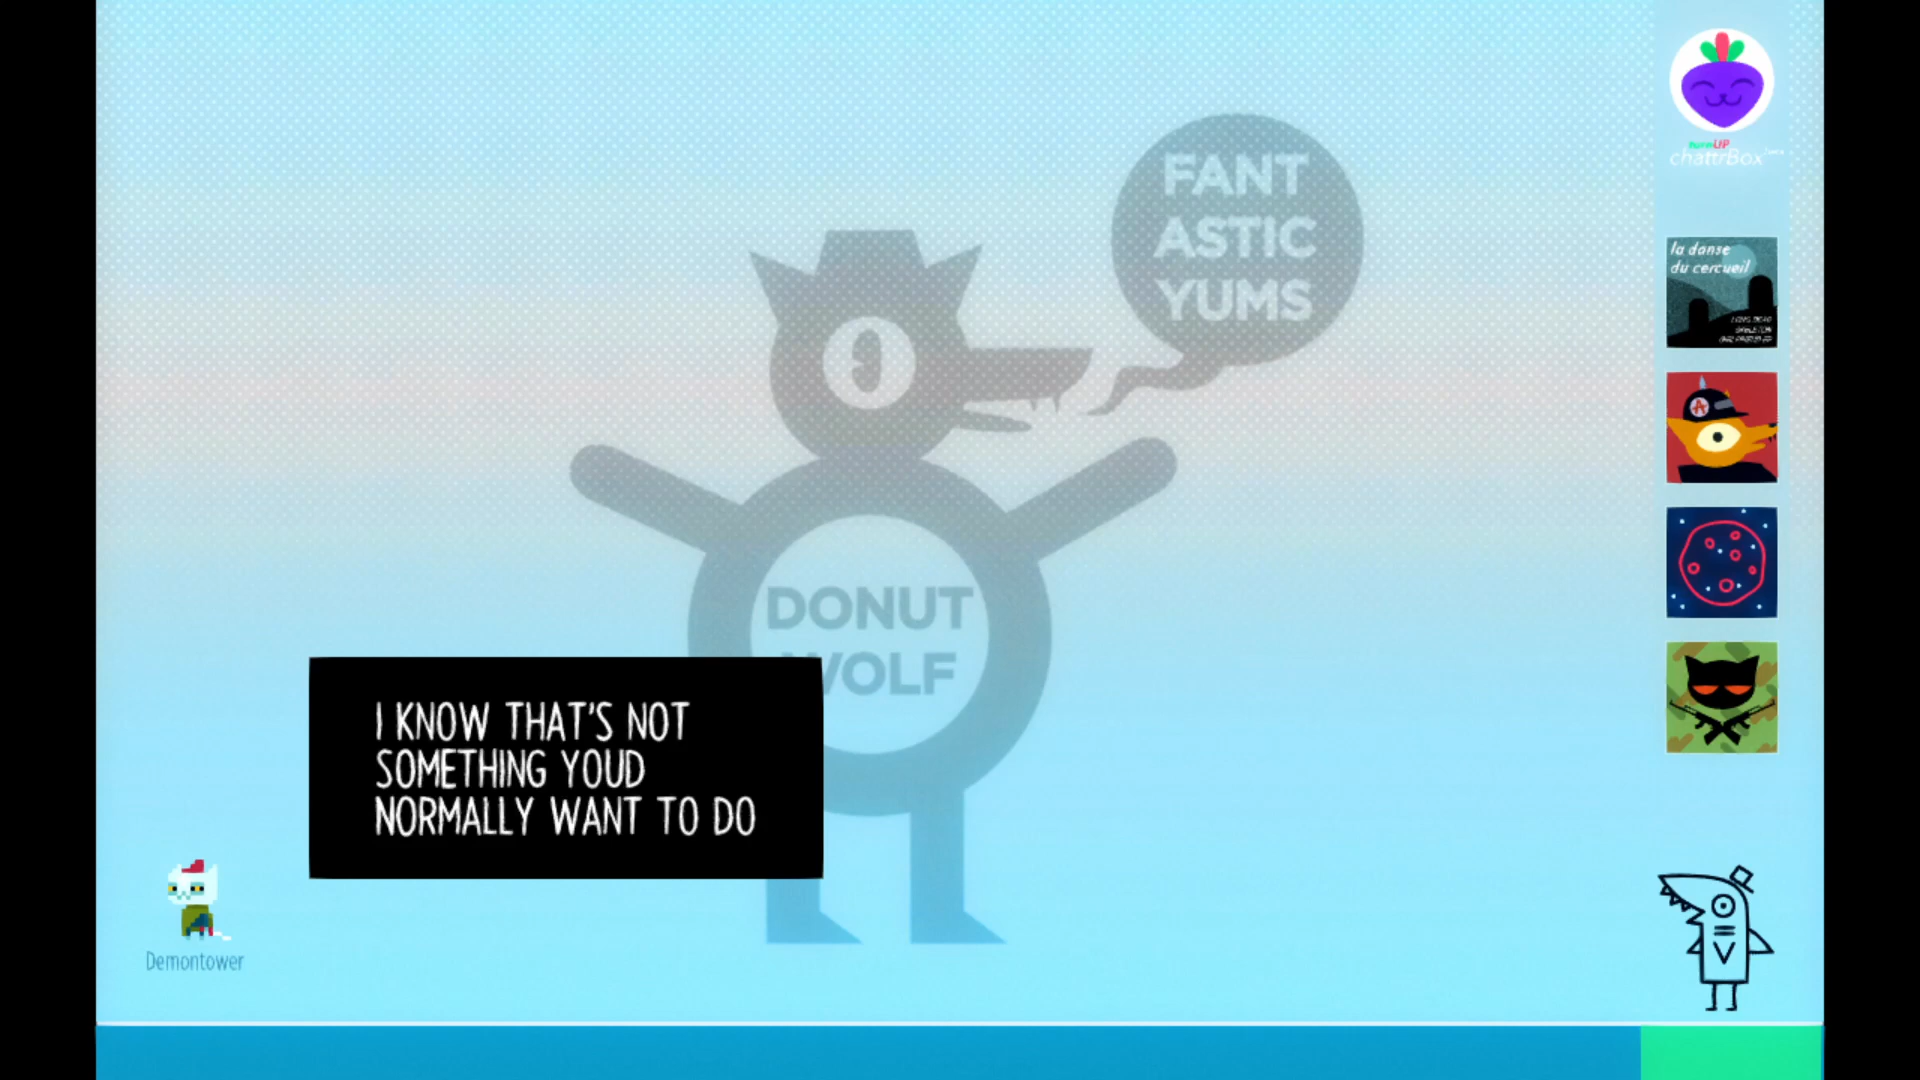 FANT
ASTIC
YUMS
DONUT
WOLF
I KNOW THAT'S NOT
SOMETHING YOUD
NORMALLY WANT TO DO
Demontower
turnUP
chattrBox
la danse
du cercueil
A